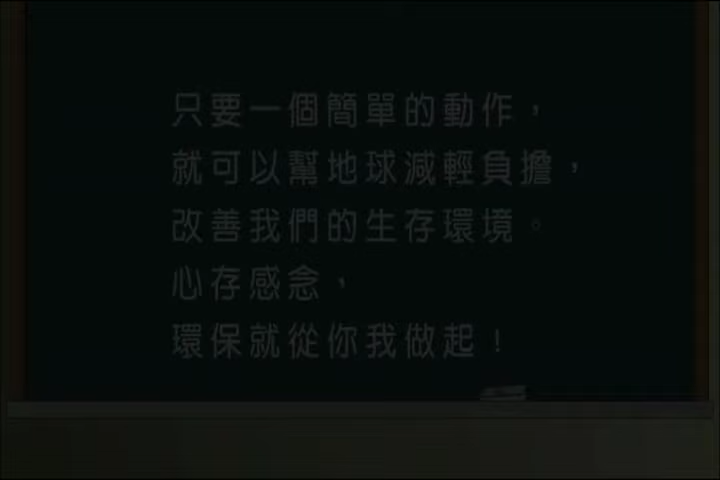 只要一個簡單的動作，
就可以幫地球減輕負擔，
改善我們的生存環境。
心存感念，
環保就從你我做起！